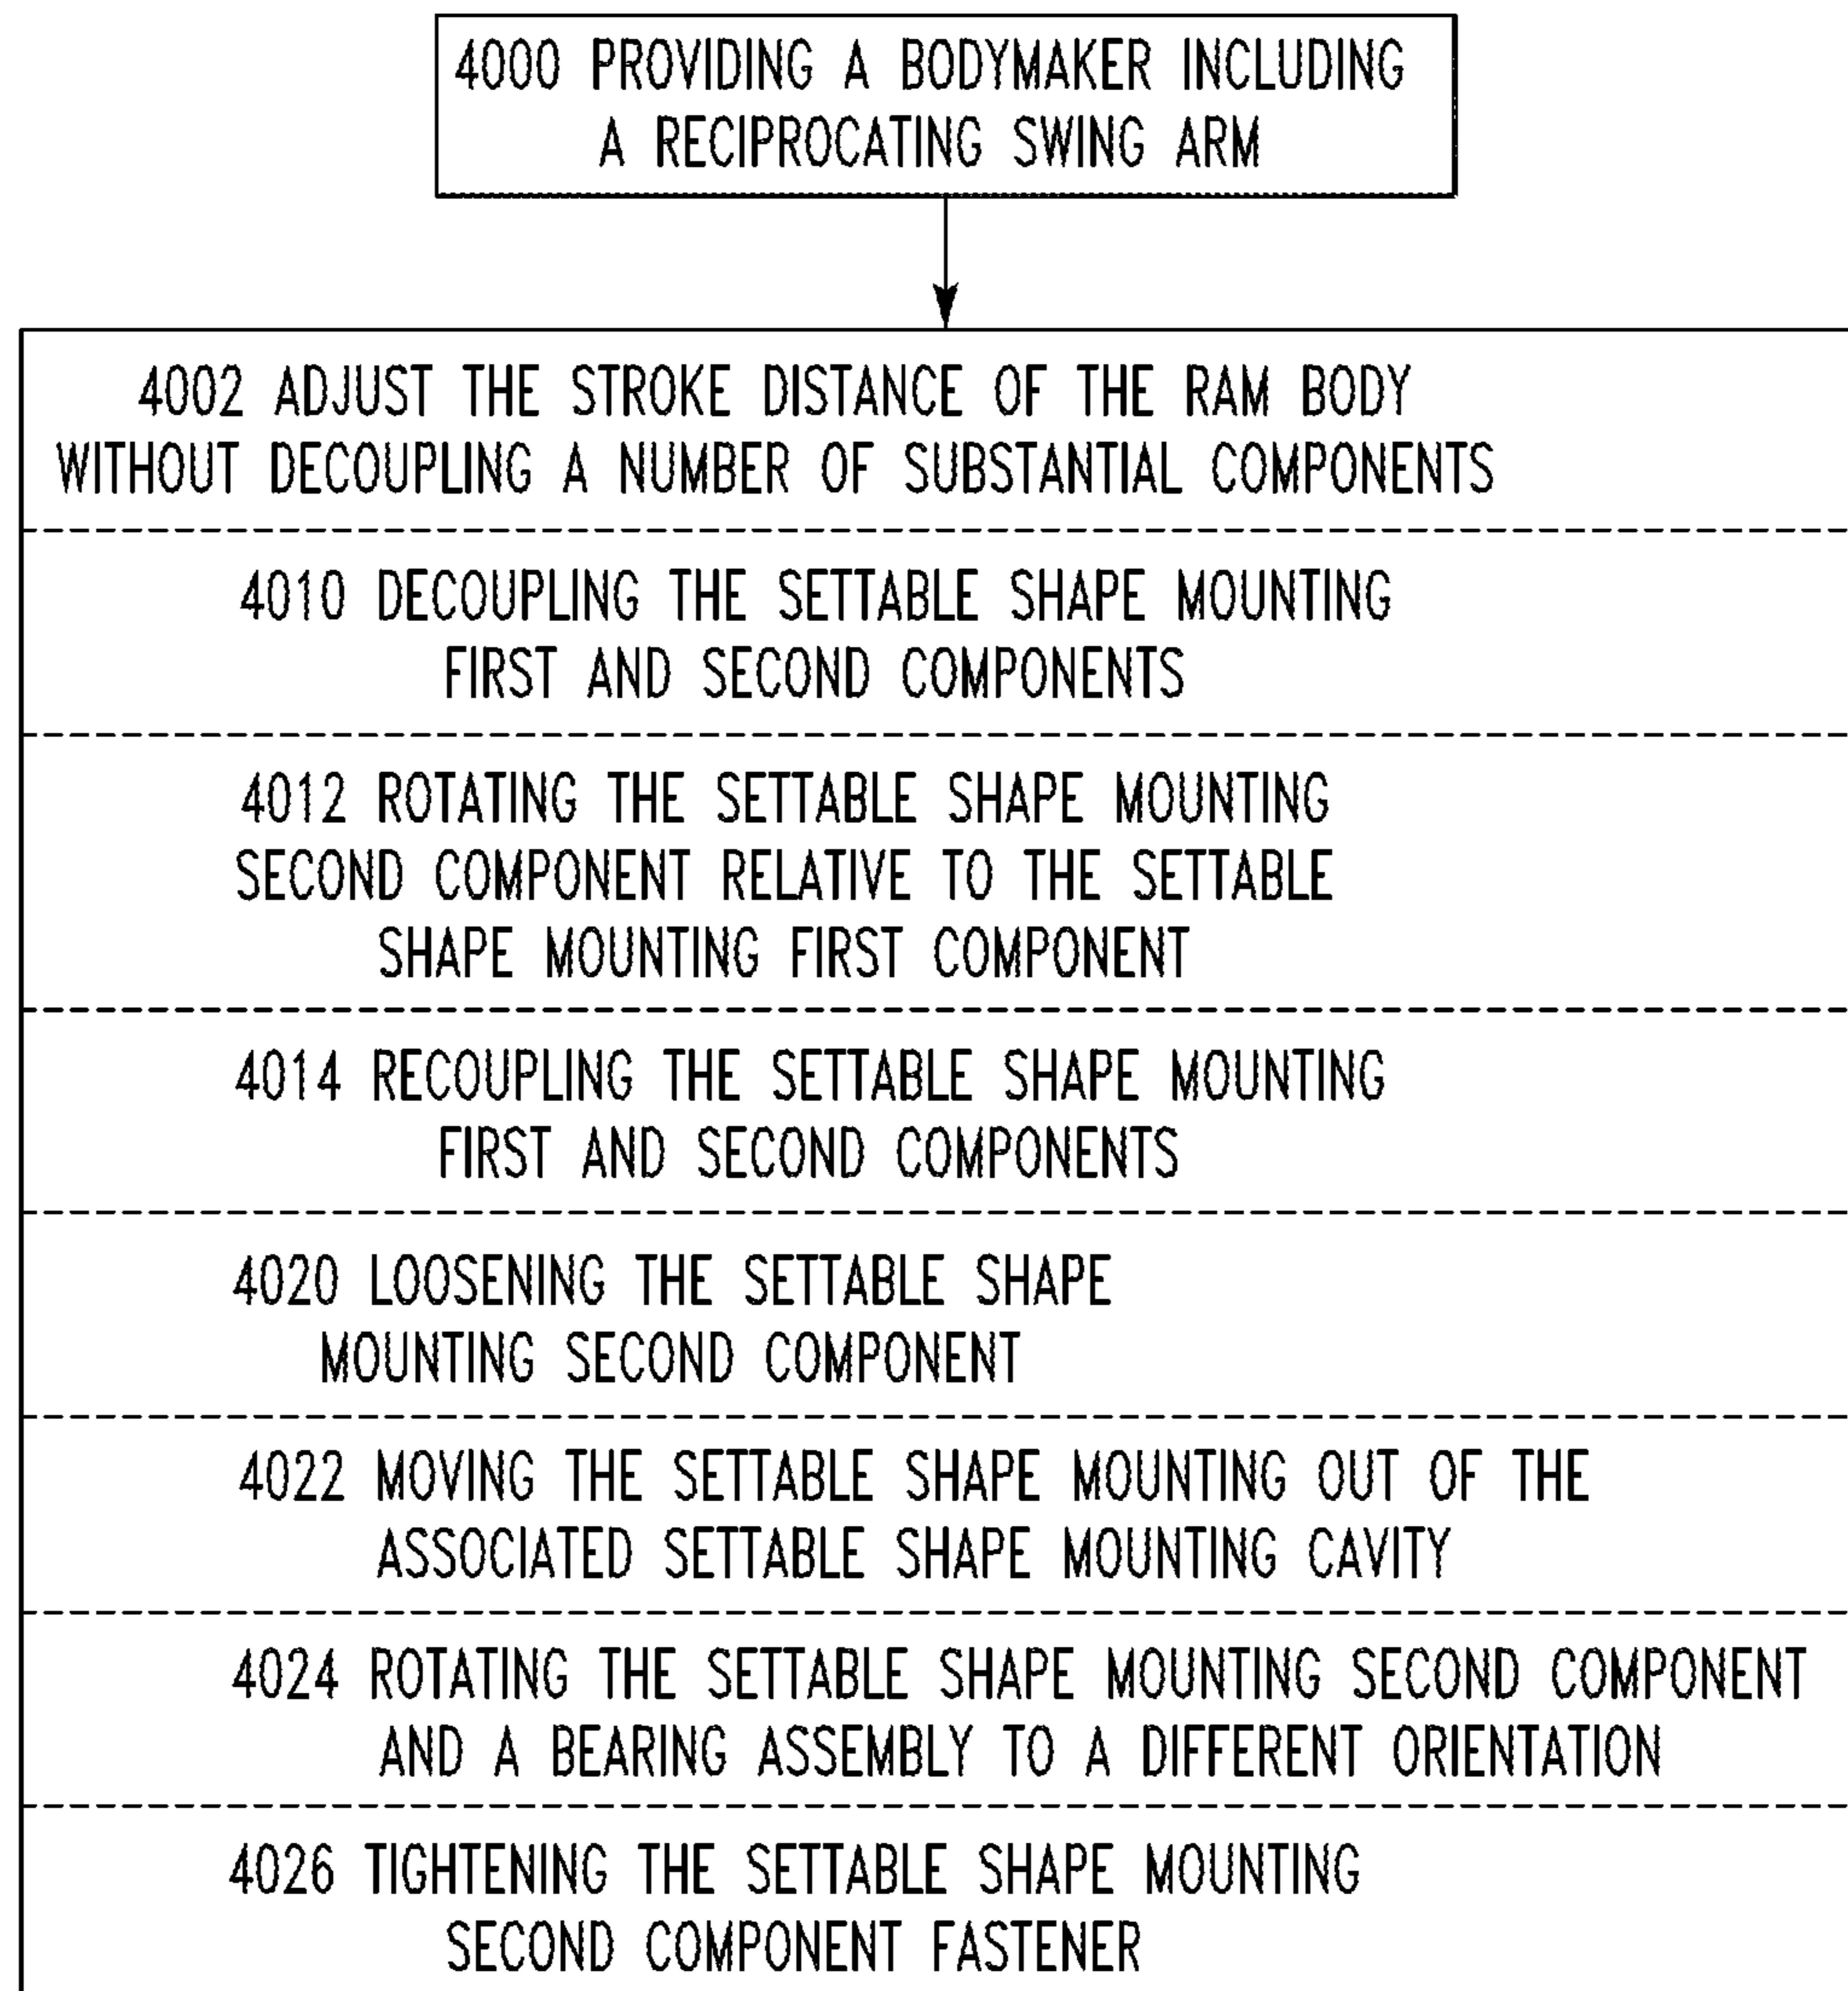 4000 PROVIDING A BODYMAKER INCLUDING
A RECIPROCATING SWING ARM
4002 ADJUST THE STROKE DISTANCE OF THE RAM BODY
WITHOUT DECOUPLING A NUMBER OF SUBSTANTIAL COMPONENTS
4010 DECOUPLING THE SETTABLE SHAPE MOUNTING
FIRST AND SECOND COMPONENTS
4012 ROTATING THE SETTABLE SHAPE MOUNTING
SECOND COMPONENT RELATIVE TO THE SETTABLE
SHAPE MOUNTING FIRST COMPONENT
4014 RECOUPLING THE SETTABLE SHAPE MOUNTING
FIRST AND SECOND COMPONENTS
4020 LOOSENING THE SETTABLE SHAPE
MOUNTING SECOND COMPONENT
4022 MOVING THE SETTABLE SHAPE MOUNTING OUT OF THE
ASSOCIATED SETTABLE SHAPE MOUNTING CAVITY
4024 ROTATING THE SETTABLE SHAPE MOUNTING SECOND COMPONENT
AND A BEARING ASSEMBLY TO A DIFFERENT ORIENTATION
4026 TIGHTENING THE SETTABLE SHAPE MOUNTING
SECOND COMPONENT FASTENER